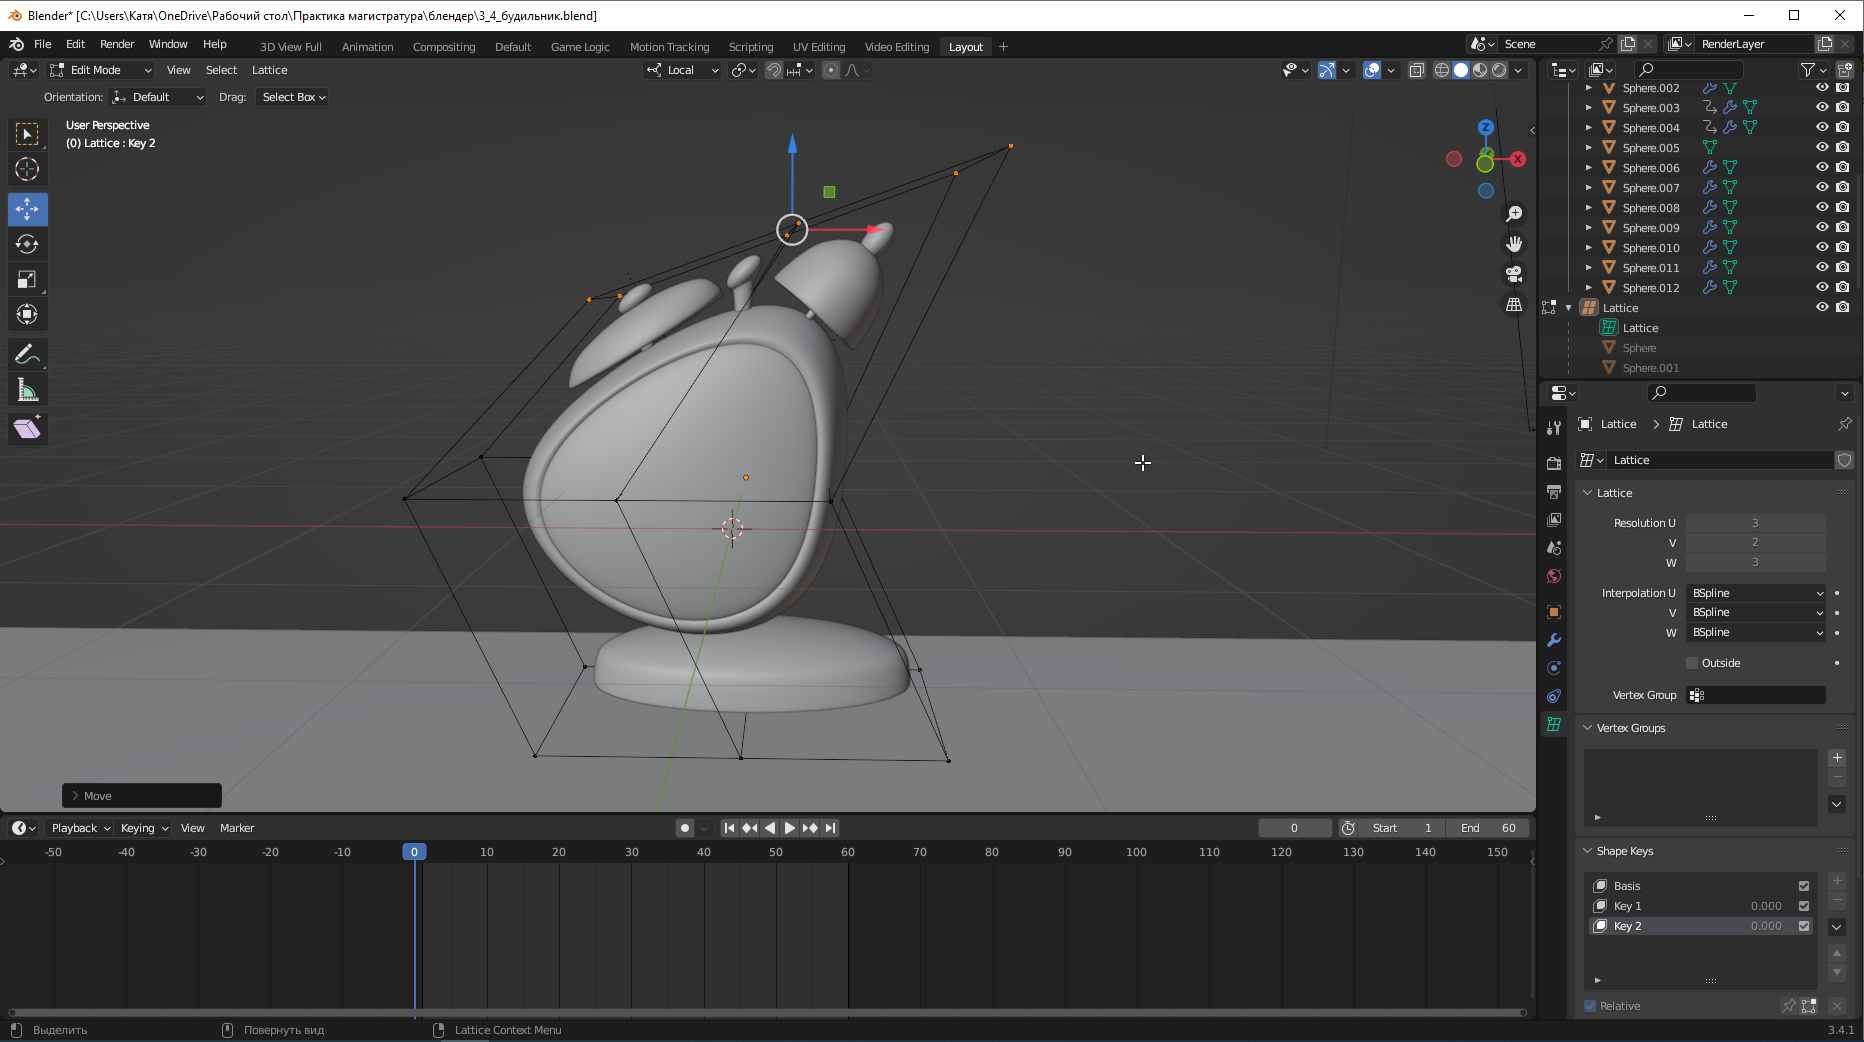 Blender* [C:\Users\Катя\OneDrive\Рабочий стол\Практика магистратура\блендер\3_4_будильник.blend]
File Edit Render Window Help 3D View Full Animation Compositing Default Game Logic Motion Tracking Scripting UV Editing Video Editing Layout + Scene RenderLayer
Edit Mode View Select Lattice Local
Orientation: Default Drag: Select Box
User Perspective
(0) Lattice : Key 2
Z
X
Y
Sphere.002
Sphere.003
Sphere.004
Sphere.005
Sphere.006
Sphere.007
Sphere.008
Sphere.009
Sphere.010
Sphere.011
Sphere.012
Lattice
Lattice
Sphere
Sphere.001
Lattice > Lattice
Lattice
Lattice
Resolution U 3
V 2
W 3
Interpolation U BSpline
V BSpline
W BSpline
Outside
Vertex Group
Vertex Groups
Shape Keys
Basis
Key 1 0.000
Key 2 0.000
Relative
Move
Playback Keying View Marker 0 Start 1 End 60
-50 -40 -30 -20 -10 0 10 20 30 40 50 60 70 80 90 100 110 120 130 140 150
Выделить Повернуть вид Lattice Context Menu 3.4.1